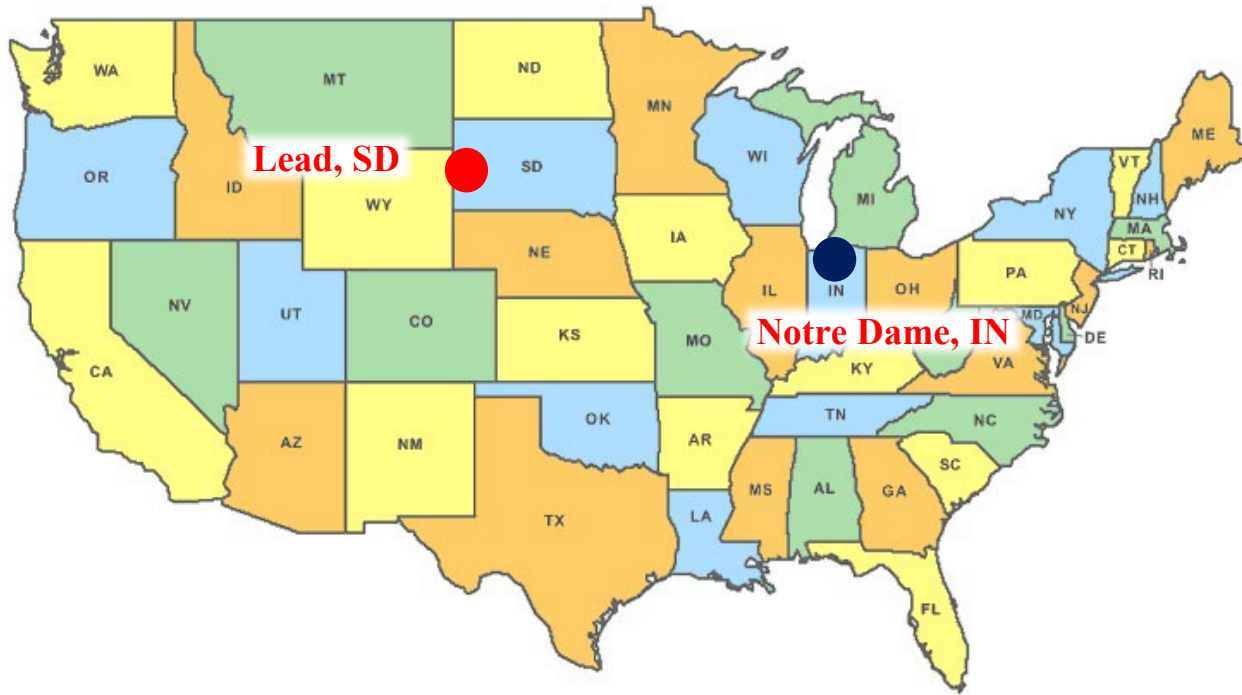 WA
MT
ND
MN
ME
VT
NH
WI
OR
ID
Lead, SD
SD
WY
MI
NY
MA
CT
RI
IA
NE
PA
NJ
IL
IN
OH
NV
UT
CO
KS
MO
Notre Dame, IN
MD
DE
VA
KY
CA
AZ
NM
OK
AR
TN
NC
SC
MS
AL
GA
TX
LA
FL